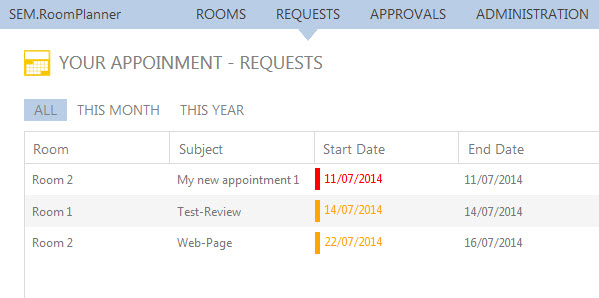 SEM.RoomPlanner ROOMS REQUESTS APPROVALS ADMINISTRATION
YOUR APPOINMENT - REQUESTS
ALL THIS MONTH THIS YEAR
Room Subject Start Date End Date
Room 2 My new appointment 1 11/07/2014 11/07/2014
Room 1 Test-Review 14/07/2014 14/07/2014
Room 2 Web-Page 22/07/2014 16/07/2014